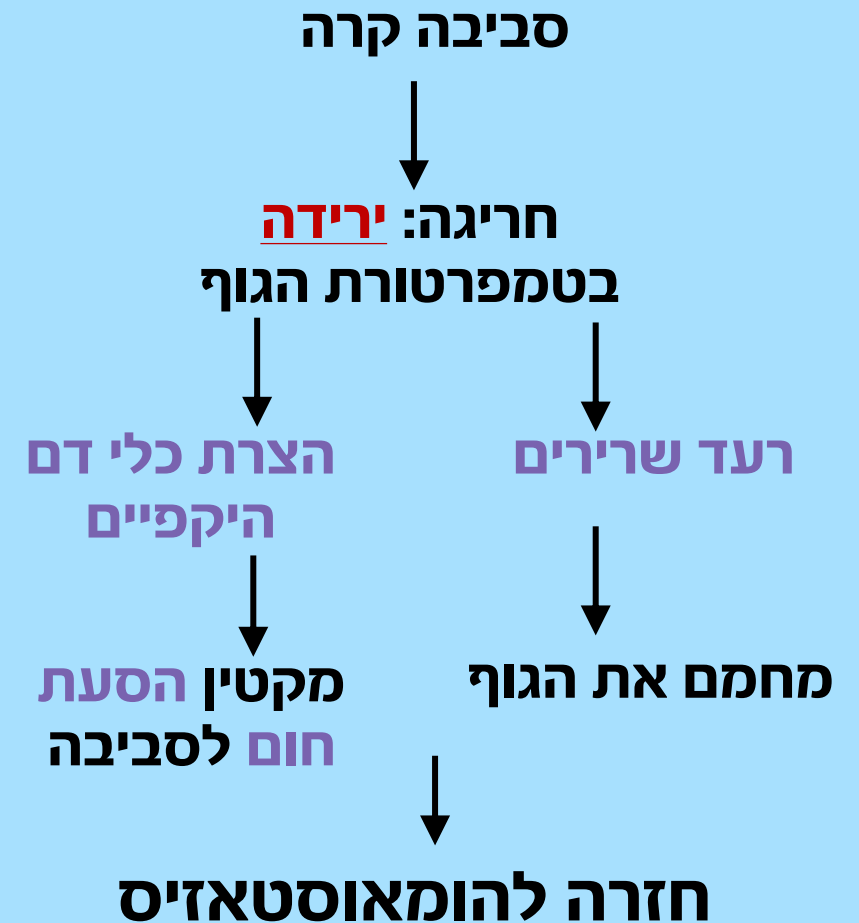 סביבה קרה
חריגה: ירידה
בטמפרטורת הגוף
רעד שרירים
הצרת כלי דם
היקפיים
מחמם את הגוף
מקטין הסעת
חום לסביבה
חזרה להומאוסטאזיס